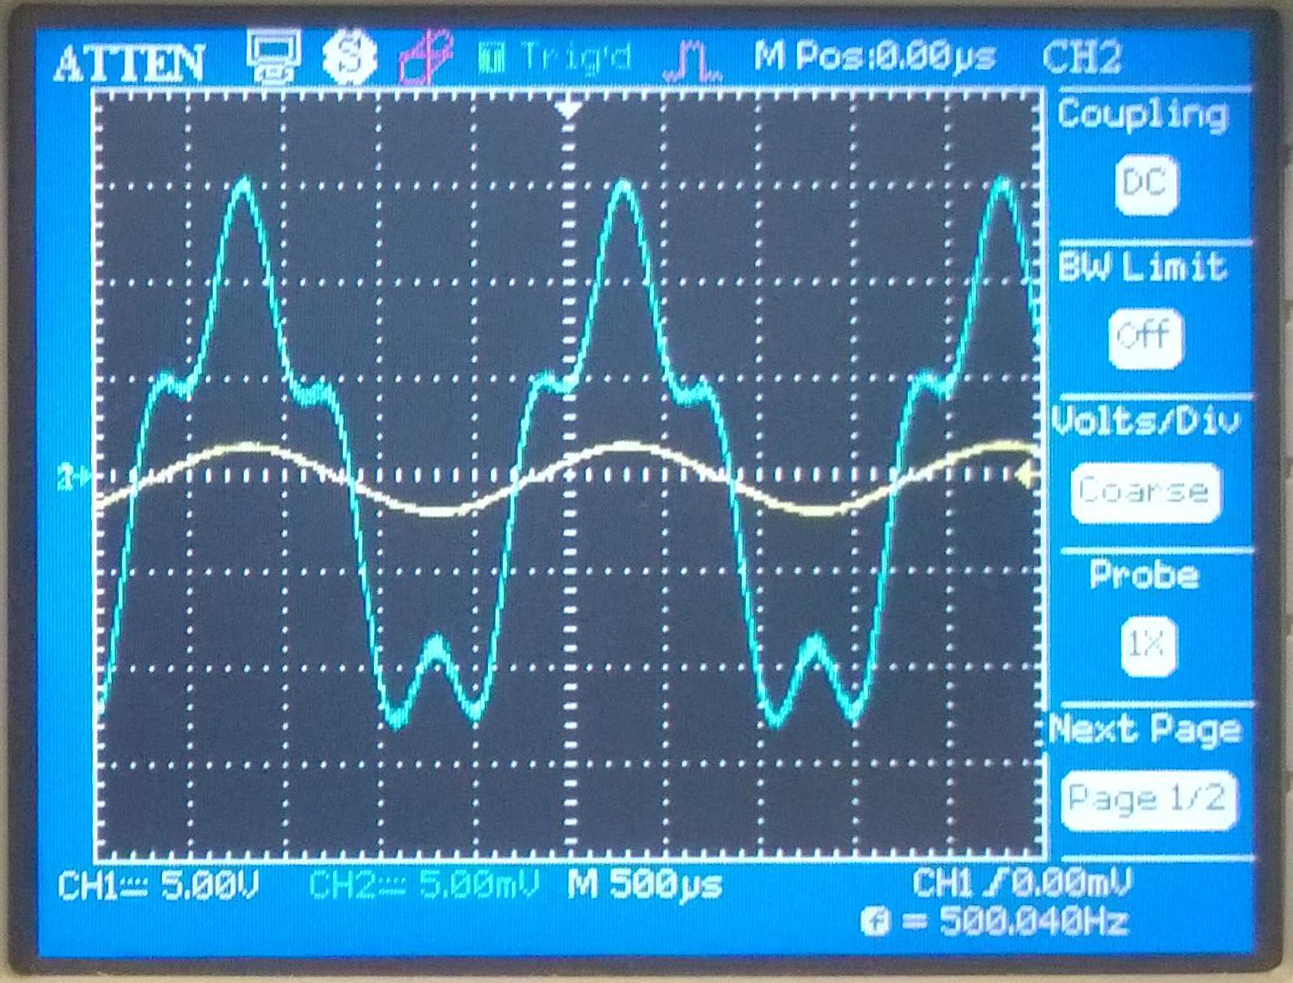 ATTEN S T Trig'd M Pos:0.00µs CH2
Coupling
DC
BW Limit
Off
Volts/Div
Coarse
Probe
1X
Next Page
Page 1/2
2
CH1 5.00V CH2 5.00mV M 500µs CH1 /0.00mV
f = 500.040Hz